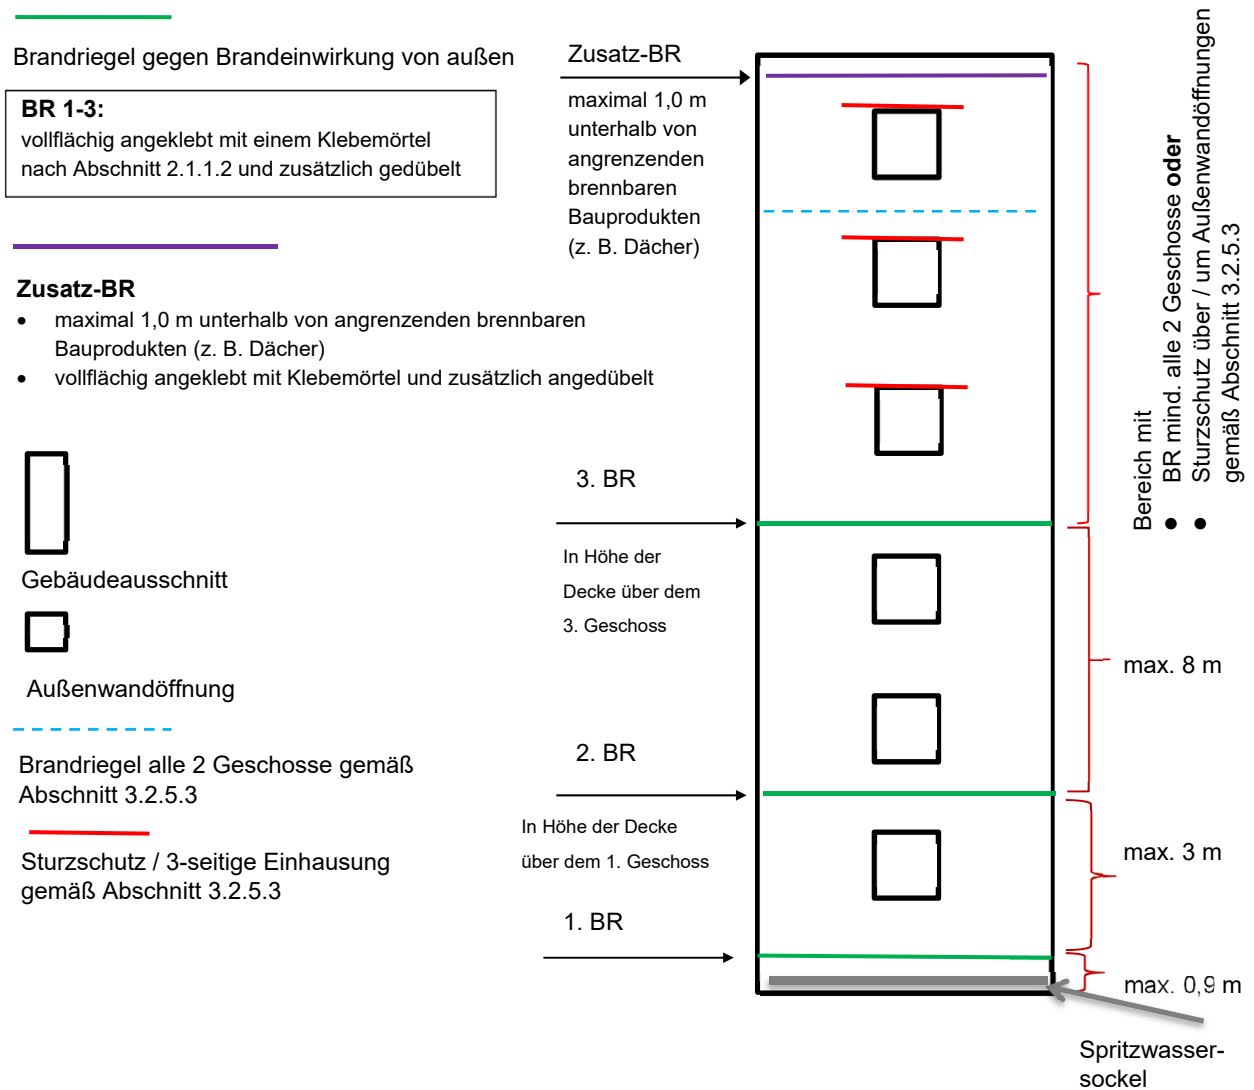 Brandriegel gegen Brandeinwirkung von außen
BR 1-3:
vollflächig angeklebt mit einem Klebemörtel
nach Abschnitt 2.1.1.2 und zusätzlich gedübelt
Zusatz-BR
• maximal 1,0 m unterhalb von angrenzenden brennbaren
Bauprodukten (z. B. Dächer)
• vollflächig angeklebt mit Klebemörtel und zusätzlich angedübelt
Gebäudeausschnitt
Außenwandöffnung
Brandriegel alle 2 Geschosse gemäß
Abschnitt 3.2.5.3
Sturzschutz / 3-seitige Einhausung
gemäß Abschnitt 3.2.5.3
Zusatz-BR
maximal 1,0 m
unterhalb von
angrenzenden
brennbaren
Bauprodukten
(z. B. Dächer)
3. BR
In Höhe der
Decke über dem
3. Geschoss
2. BR
In Höhe der Decke
über dem 1. Geschoss
1. BR
Bereich mit
• BR mind. alle 2 Geschosse oder
• Sturzschutz über / um Außenwandöffnungen
gemäß Abschnitt 3.2.5.3
max. 8 m
max. 3 m
max. 0,9 m
Spritzwasser-
sockel